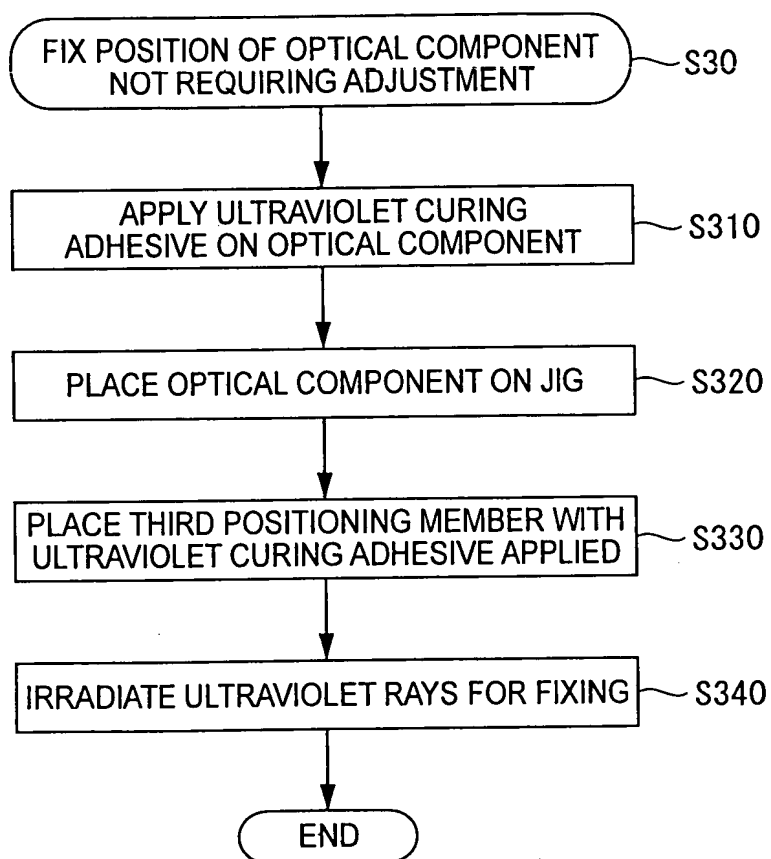 FIX POSITION OF OPTICAL COMPONENT
NOT REQUIRING ADJUSTMENT
S30
APPLY ULTRAVIOLET CURING
ADHESIVE ON OPTICAL COMPONENT
S310
PLACE OPTICAL COMPONENT ON JIG
S320
PLACE THIRD POSITIONING MEMBER WITH
ULTRAVIOLET CURING ADHESIVE APPLIED
S330
IRRADIATE ULTRAVIOLET RAYS FOR FIXING
S340
END